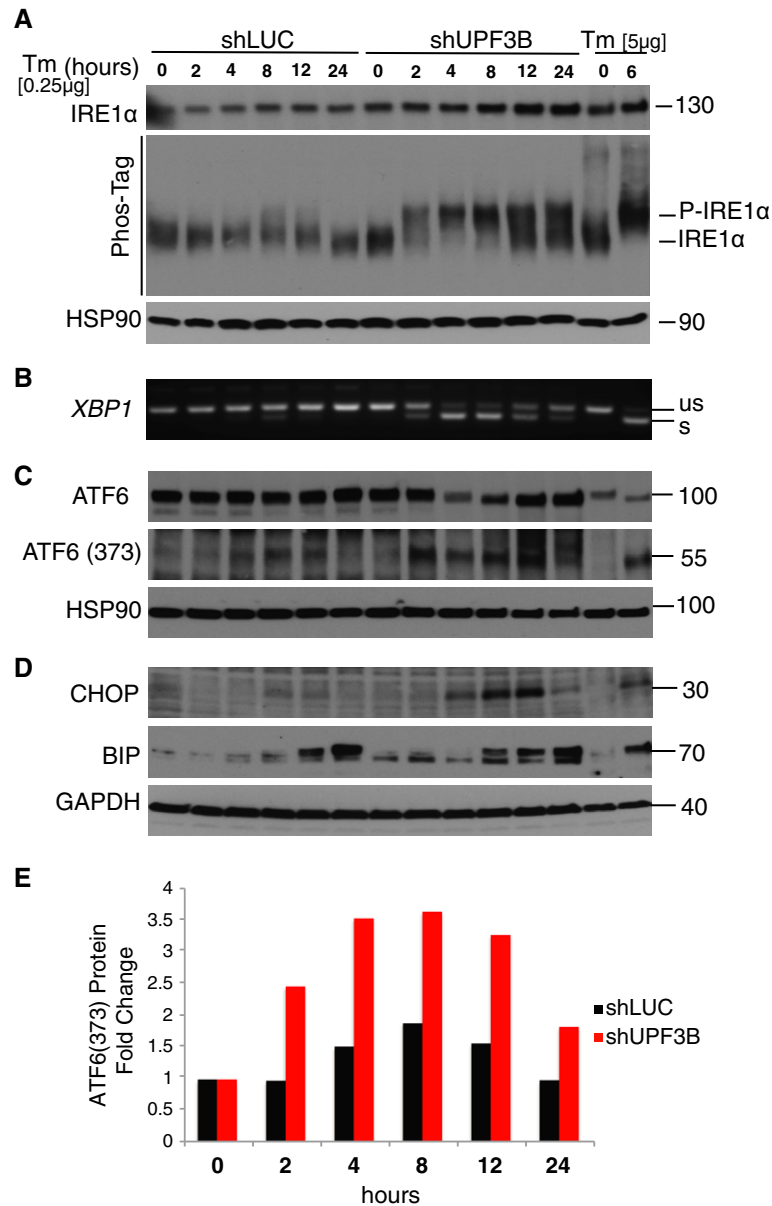 A
shLUC shUPF3B Tm [5µg]
Tm (hours) 0 2 4 8 12 24 0 2 4 8 12 24 0 6
[0.25µg]
IRE1α 130
Phos-Tag
P-IRE1α
IRE1α
HSP90 90
B
XBP1 us
s
C
ATF6 100
ATF6 (373) 55
HSP90 100
D
CHOP 30
BIP 70
GAPDH 40
E
ATF6(373) Protein
Fold Change
4
3.5
3
2.5
2
1.5
1
0.5
0
shLUC
shUPF3B
0 2 4 8 12 24
hours